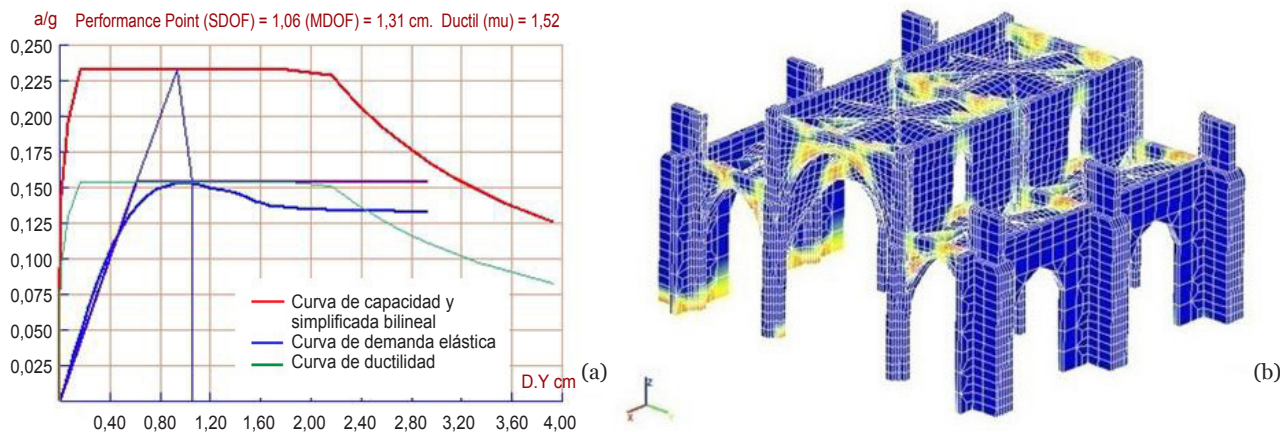 a/g
Performance Point (SDOF) = 1,06 (MDOF) = 1,31 cm. Ductil (mu) = 1,52
0,250
0,225
0,200
0,175
0,150
0,125
0,100
0,075
0,050
0,025
Curva de capacidad y
simplificada bilineal
Curva de demanda elástica
Curva de ductilidad
D.Y cm
0,40 0,80 1,20 1,60 2,00 2,40 2,80 3,20 3,60 4,00
(a)
Z
X
Y
(b)